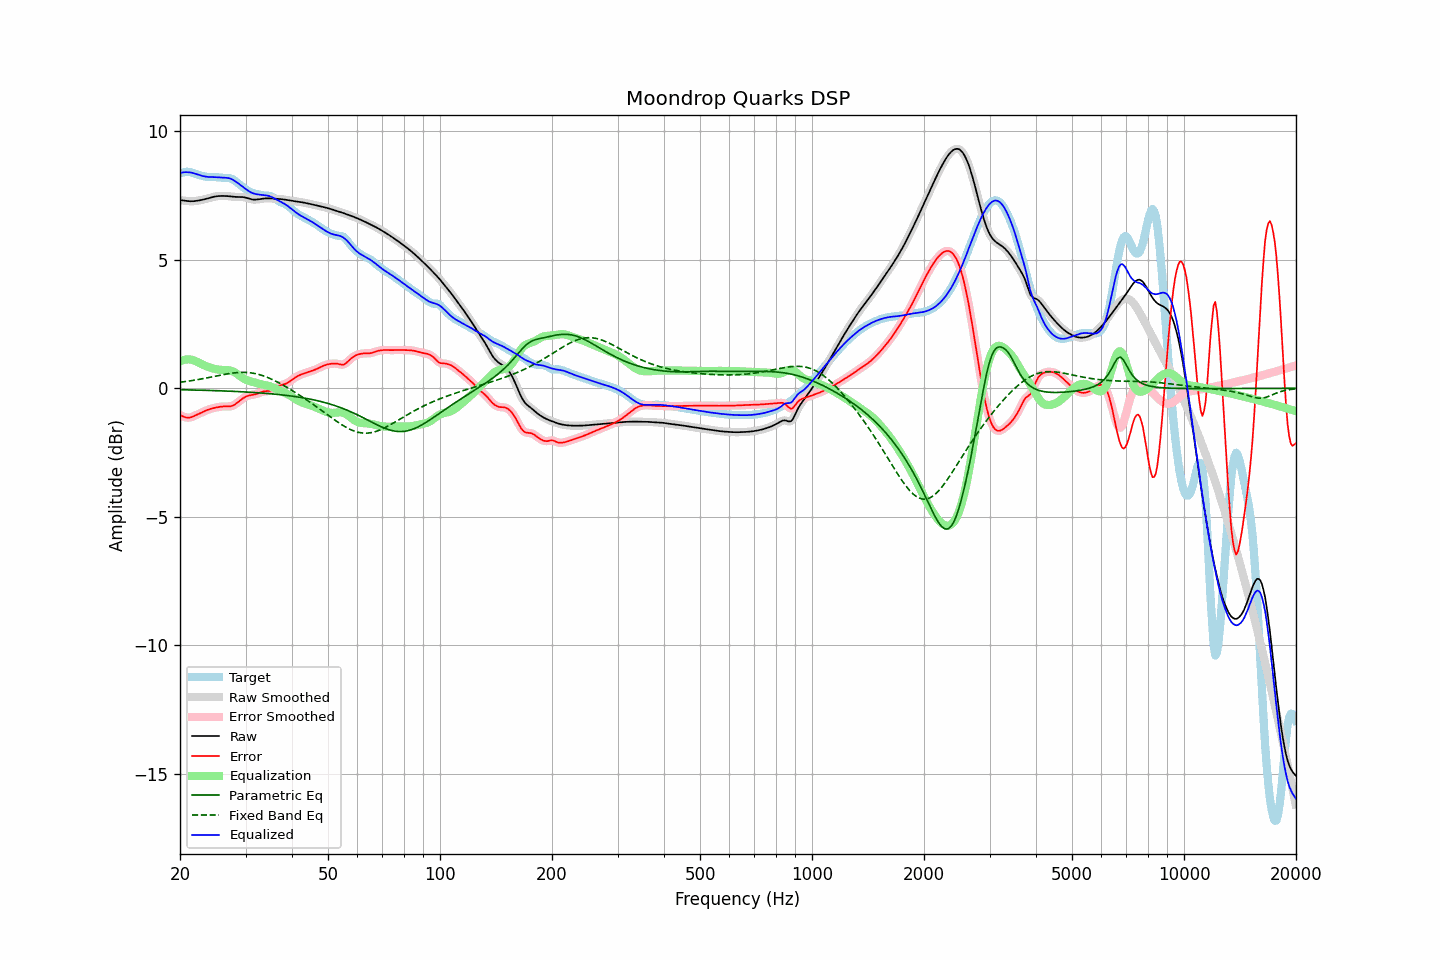 Moondrop Quarks DSP
10
5
0
−5
−10
−15
Amplitude (dBr)
Target
Raw Smoothed
Error Smoothed
Raw
Error
Equalization
Parametric Eq
Fixed Band Eq
Equalized
20 50 100 200 500 1000 2000 5000 10000 20000
Frequency (Hz)